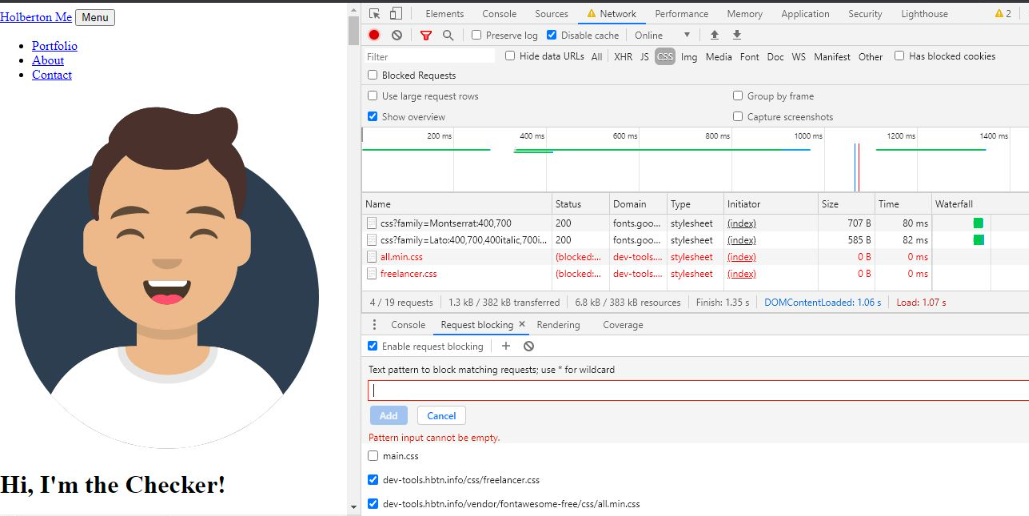 Holberton Me Menu
Portfolio
About
Contact
Hi, I'm the Checker!
Elements Console Sources Network Performance Memory Application Security Lighthouse 2
Preserve log Disable cache Online
Filter Hide data URLs All XHR JS CSS Img Media Font Doc WS Manifest Other Has blocked cookies
Blocked Requests
Use large request rows Group by frame
Show overview Capture screenshots
200 ms 400 ms 600 ms 800 ms 1000 ms 1200 ms 1400 ms
Name Status Domain Type Initiator Size Time Waterfall
css?family=Montserrat:400,700 200 fonts.goo... stylesheet (index) 707 B 80 ms
css?family=Lato:400,700,400italic,700i... 200 fonts.goo... stylesheet (index) 585 B 82 ms
all.min.css (blocked:... dev-tools.... stylesheet (index) 0 B 0 ms
freelancer.css (blocked:... dev-tools.... stylesheet (index) 0 B 0 ms
4 / 19 requests 1.3 kB / 382 kB transferred 6.8 kB / 383 kB resources Finish: 1.35 s DOMContentLoaded: 1.06 s Load: 1.07 s
Console Request blocking × Rendering Coverage
Enable request blocking
Text pattern to block matching requests; use * for wildcard
Add Cancel
Pattern input cannot be empty.
main.css
dev-tools.hbtn.info/css/freelancer.css
dev-tools.hbtn.info/vendor/fontawesome-free/css/all.min.css